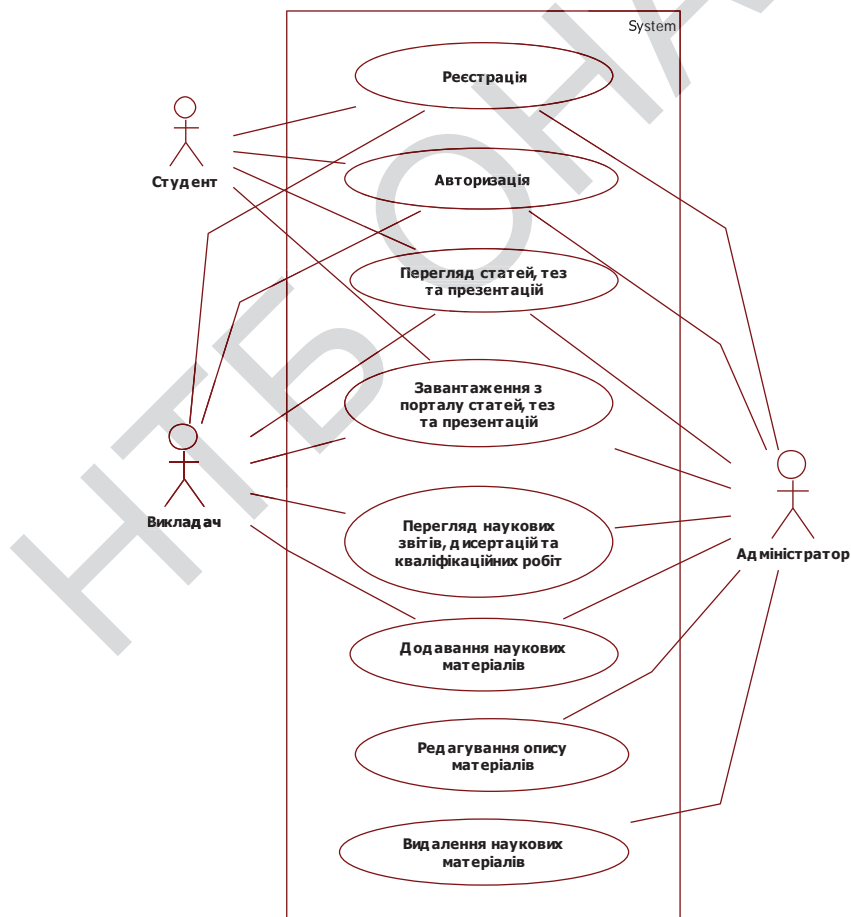 System
Реєстрація
Студент
Авторизація
Перегляд статей, тез
та презентацій
Завантаження з
порталу статей, тез
та презентацій
Викладач
Перегляд наукових
звітів, дисертацій та
кваліфікаційних робіт
Адміністратор
Додавання наукових
матеріалів
Редагування опису
матеріалів
Видалення наукових
матеріалів
НТБ ОНА